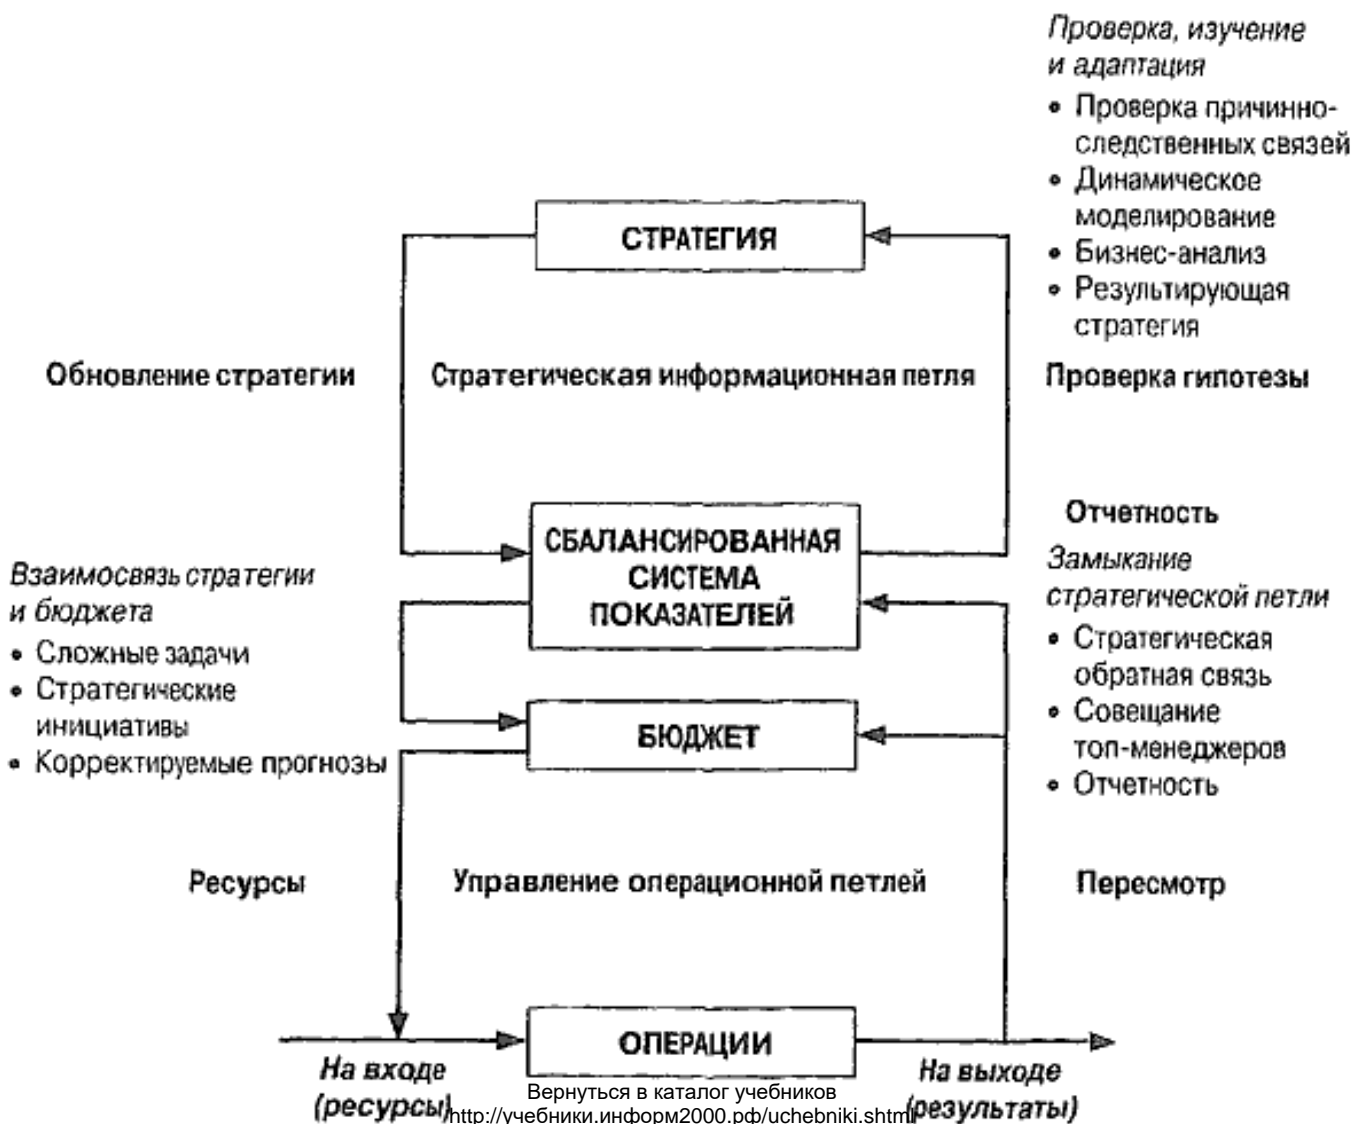 Проверка, изучение
и адаптация
• Проверка причинно-
следственных связей
• Динамическое
моделирование
• Бизнес-анализ
• Результирующая
стратегия
СТРАТЕГИЯ
Обновление стратегии
Стратегическая информационная петля
Проверка гипотезы
СБАЛАНСИРОВАННАЯ
СИСТЕМА
ПОКАЗАТЕЛЕЙ
Отчетность
Замыкание
стратегической петли
• Стратегическая
обратная связь
• Совещание
топ-менеджеров
• Отчетность
Взаимосвязь стратегии
и бюджета
• Сложные задачи
• Стратегические
инициативы
• Корректируемые прогнозы
БЮДЖЕТ
Ресурсы
Управление операционной петлей
Пересмотр
ОПЕРАЦИИ
На входе
(ресурсы)
На выходе
(результаты)
Вернуться в каталог учебников
http://учебники.информ2000.рф/uchebniki.shtml